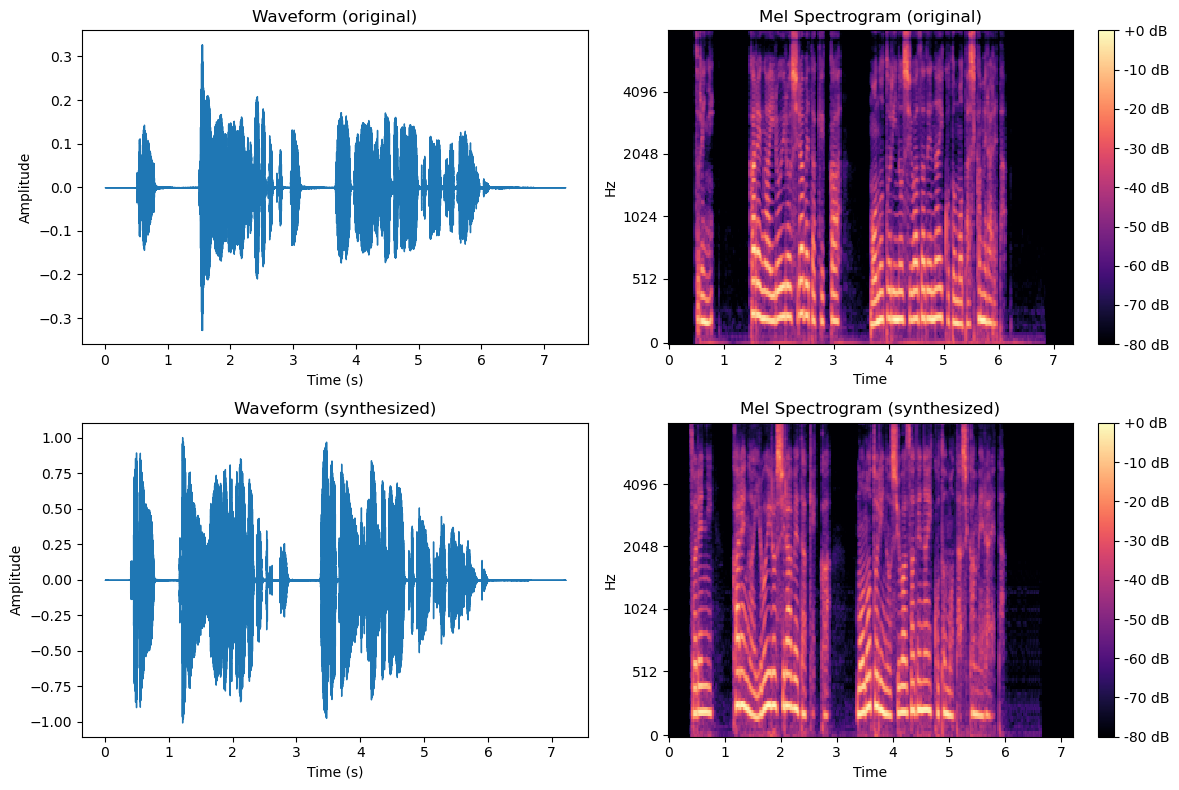 Waveform (original)
0.3
0.2
0.1
0.0
−0.1
−0.2
−0.3
Amplitude
0 1 2 3 4 5 6 7
Time (s)
Mel Spectrogram (original)
4096
2048
1024
512
0
Hz
0 1 2 3 4 5 6 7
Time
+0 dB
-10 dB
-20 dB
-30 dB
-40 dB
-50 dB
-60 dB
-70 dB
-80 dB
Waveform (synthesized)
1.00
0.75
0.50
0.25
0.00
−0.25
−0.50
−0.75
−1.00
Amplitude
0 1 2 3 4 5 6 7
Time (s)
Mel Spectrogram (synthesized)
4096
2048
1024
512
0
Hz
0 1 2 3 4 5 6 7
Time
+0 dB
-10 dB
-20 dB
-30 dB
-40 dB
-50 dB
-60 dB
-70 dB
-80 dB